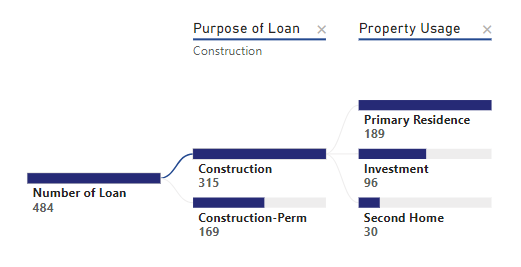 Purpose of Loan
Construction
Property Usage
Number of Loan
484
Construction
315
Construction-Perm
169
Primary Residence
189
Investment
96
Second Home
30